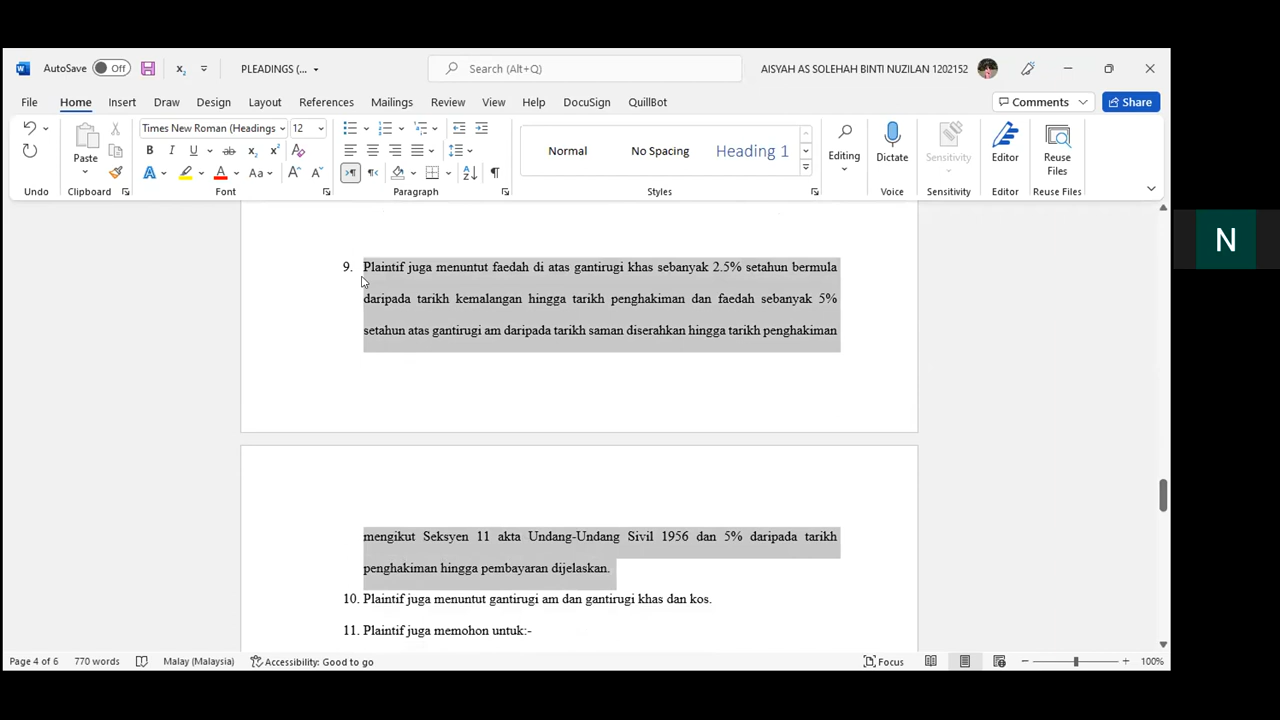 AutoSave Off PLEADINGS (... Search (Alt+Q) AISYAH AS SOLEHAH BINTI NUZILAN 1202152
File Home Insert Draw Design Layout References Mailings Review View Help DocuSign QuillBot Comments Share
Times New Roman (Headings 12
Paste
Normal No Spacing Heading 1
Editing Dictate Sensitivity Editor Reuse Files
Undo Clipboard Font Paragraph Styles Voice Sensitivity Editor Reuse Files
N
9. Plaintif juga menuntut faedah di atas gantirugi khas sebanyak 2.5% setahun bermula
daripada tarikh kemalangan hingga tarikh penghakiman dan faedah sebanyak 5%
setahun atas gantirugi am daripada tarikh saman diserahkan hingga tarikh penghakiman
mengikut Seksyen 11 akta Undang-Undang Sivil 1956 dan 5% daripada tarikh
penghakiman hingga pembayaran dijelaskan.
10. Plaintif juga menuntut gantirugi am dan gantirugi khas dan kos.
11. Plaintif juga memohon untuk:-
Page 4 of 6 770 words Malay (Malaysia) Accessibility: Good to go Focus 100%